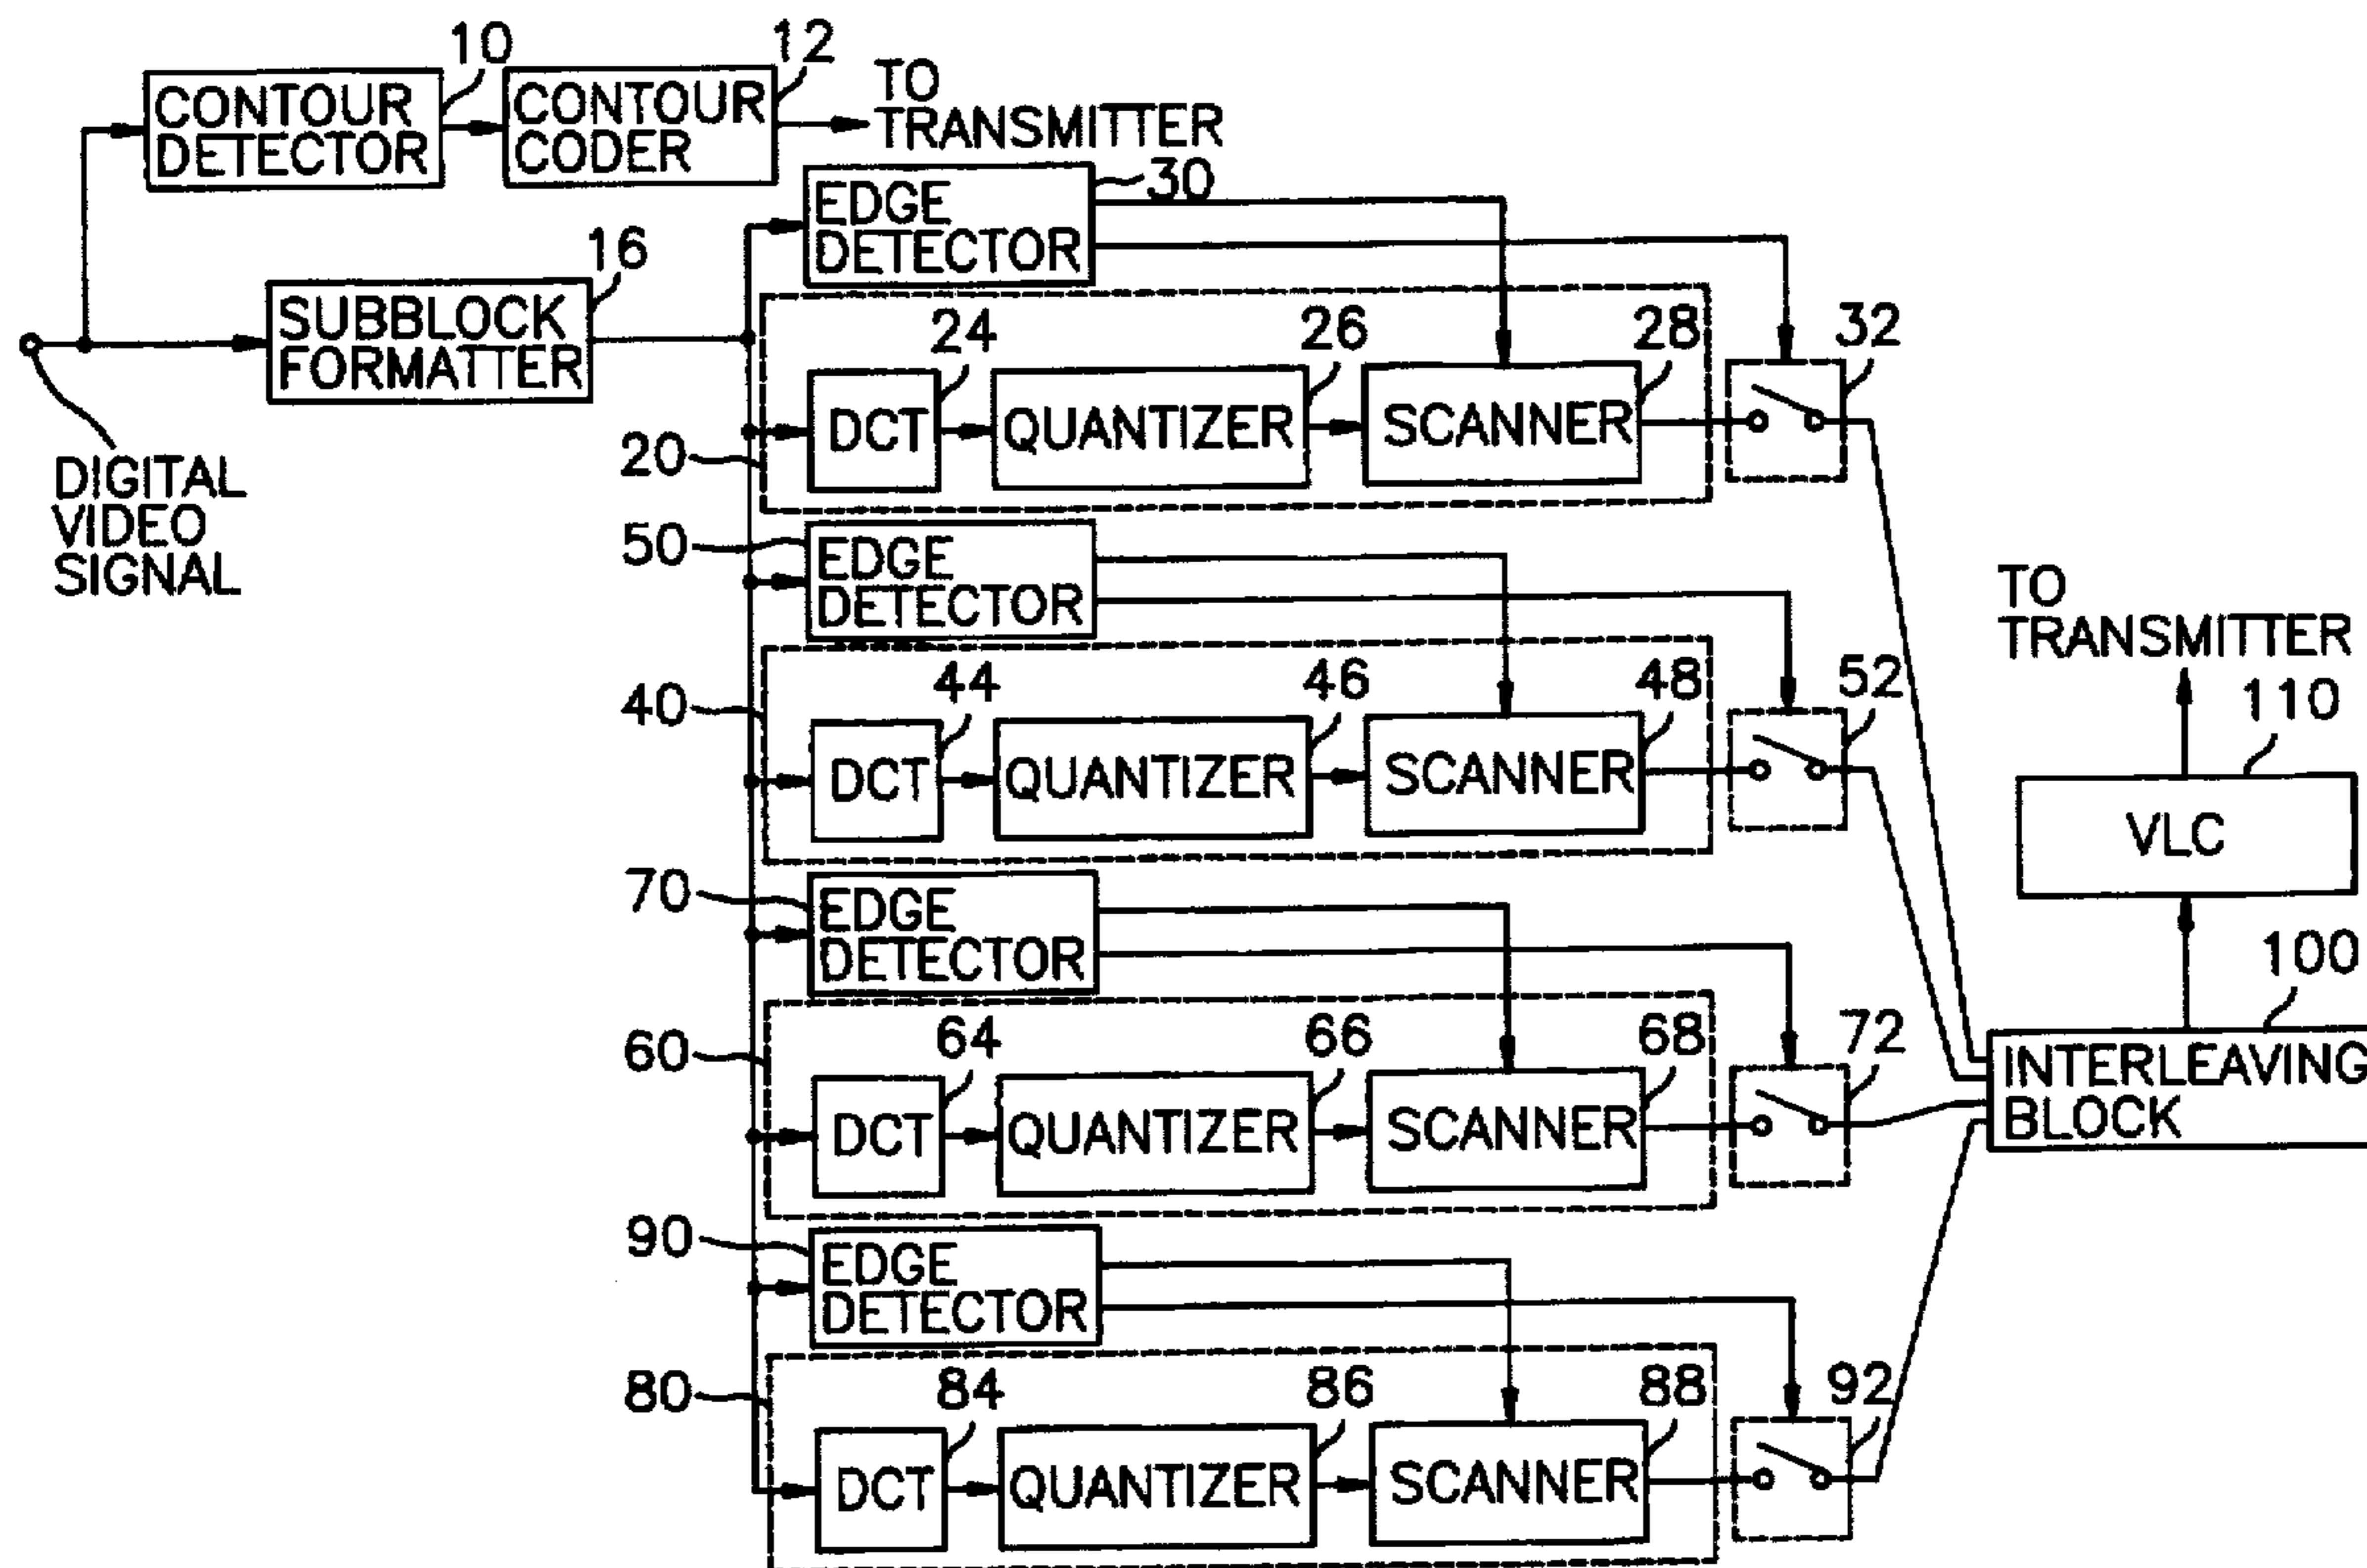 10
12
CONTOUR
DETECTOR
CONTOUR
CODER
TO
TRANSMITTER
16
SUBBLOCK
FORMATTER
DIGITAL
VIDEO
SIGNAL
30
EDGE
DETECTOR
20
24
26
28
32
DCT
QUANTIZER
SCANNER
50
EDGE
DETECTOR
40
44
46
48
52
DCT
QUANTIZER
SCANNER
70
EDGE
DETECTOR
60
64
66
68
72
DCT
QUANTIZER
SCANNER
90
EDGE
DETECTOR
80
84
86
88
92
DCT
QUANTIZER
SCANNER
TO
TRANSMITTER
110
VLC
100
INTERLEAVING
BLOCK